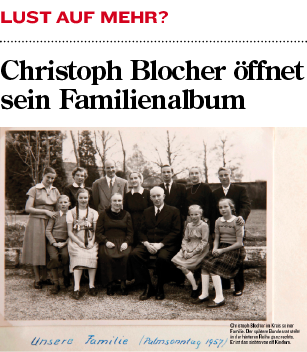 LUST AUF MEHR?
Christoph Blocher öffnet
sein Familienalbum
Christoph Blocher im Kreis seiner
Familie. Der spätere Bundesrat steht
in der hinteren Reihe ganz rechts.
Er ist das siebte von elf Kindern.
Unsere Familie (Palmsonntag 1957)